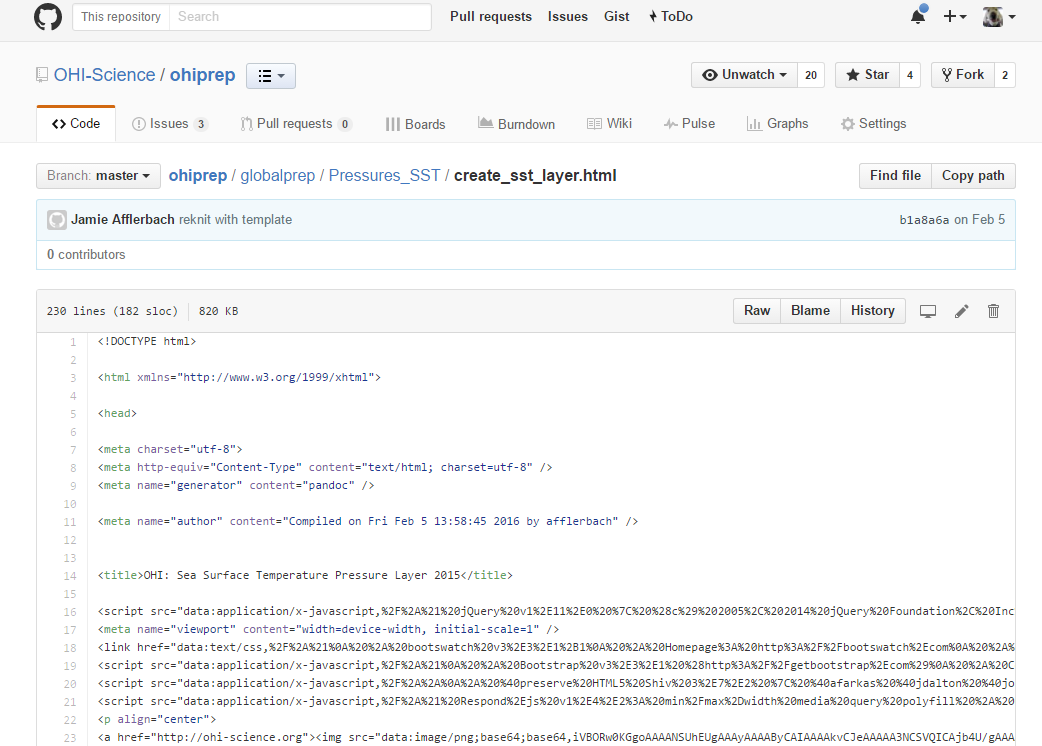 This repository Search Pull requests Issues Gist ToDo
OHI-Science / ohiprep Unwatch 20 Star 4 Fork 2
Code Issues 3 Pull requests 0 Boards Burndown Wiki Pulse Graphs Settings
Branch: master ohiprep / globalprep / Pressures_SST / create_sst_layer.html Find file Copy path
Jamie Afflerbach reknit with template b1a8a6a on Feb 5
0 contributors
230 lines (182 sloc) 820 KB Raw Blame History
1 <!DOCTYPE html>
2
3 <html xmlns="http://www.w3.org/1999/xhtml">
4
5 <head>
6
7 <meta charset="utf-8">
8 <meta http-equiv="Content-Type" content="text/html; charset=utf-8" />
9 <meta name="generator" content="pandoc" />
10
11 <meta name="author" content="Compiled on Fri Feb 5 13:58:45 2016 by afflerbach" />
12
13
14 <title>OHI: Sea Surface Temperature Pressure Layer 2015</title>
15
16 <script src="data:application/x-javascript,%2F%2A%21%20jQuery%20v1%2E11%2E0%20%7C%20%28c%29%202005%2C%202014%20jQuery%20Foundation%2C%20Inc
17 <meta name="viewport" content="width=device-width, initial-scale=1" />
18 <link href="data:text/css,%2F%2A%21%0A%20%2A%20bootswatch%20v3%2E3%2E1%2B1%0A%20%2A%20Homepage%3A%20http%3A%2F%2Fbootswatch%2Ecom%0A%20%2A%
19 <script src="data:application/x-javascript,%2F%2A%21%0A%20%2A%20Bootstrap%20v3%2E3%2E1%20%28http%3A%2F%2Fgetbootstrap%2Ecom%29%0A%20%2A%20C
20 <script src="data:application/x-javascript,%2F%2A%2A%0A%2A%20%40preserve%20HTML5%20Shiv%203%2E7%2E2%20%7C%20%40afarkas%20%40jdalton%20%40jo
21 <script src="data:application/x-javascript,%2F%2A%21%20Respond%2Ejs%20v1%2E4%2E2%3A%20min%2Fmax%2Dwidth%20media%20query%20polyfill%20%2A%20
22 <p align="center">
23 <a href="http://ohi-science.org"><img src="data:image/png;base64;base64,iVBORw0KGgoAAAANSUhEUgAAAyAAAAByCAIAAAAkvCJeAAAAA3NCSVQICAjb4U/gAAA